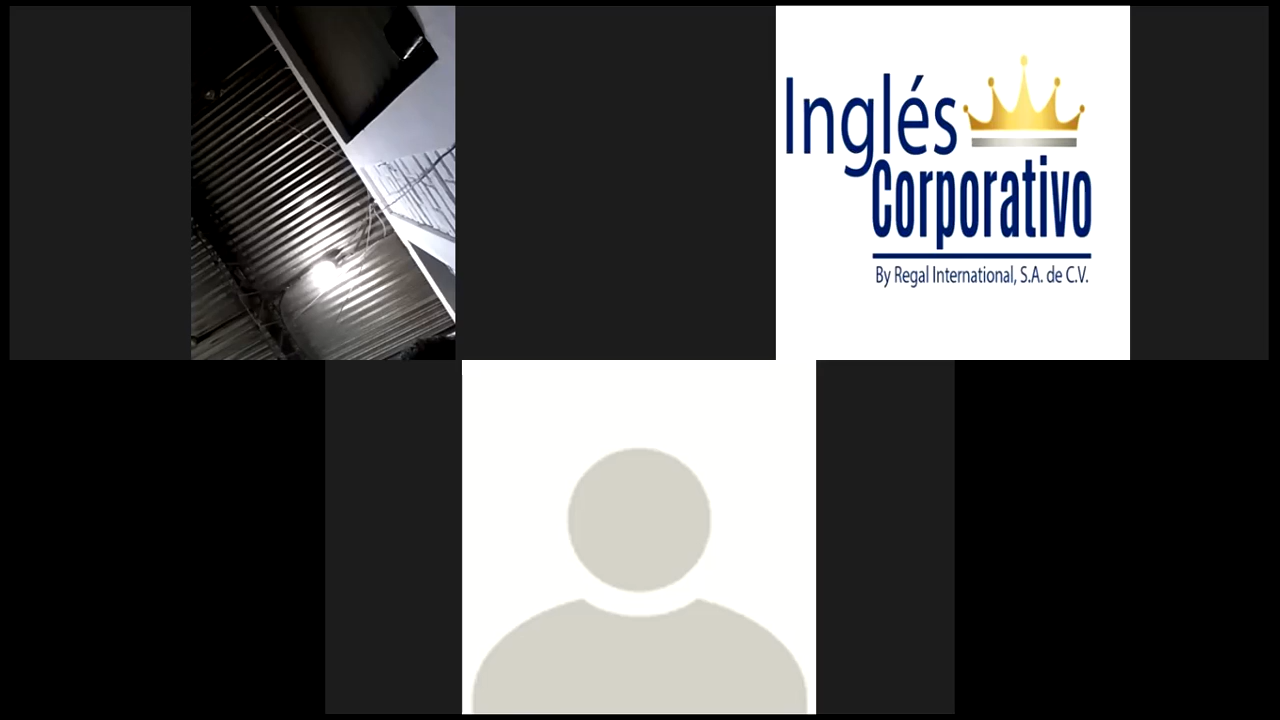 Inglés
Corporativo
By Regal International, S.A. de C.V.